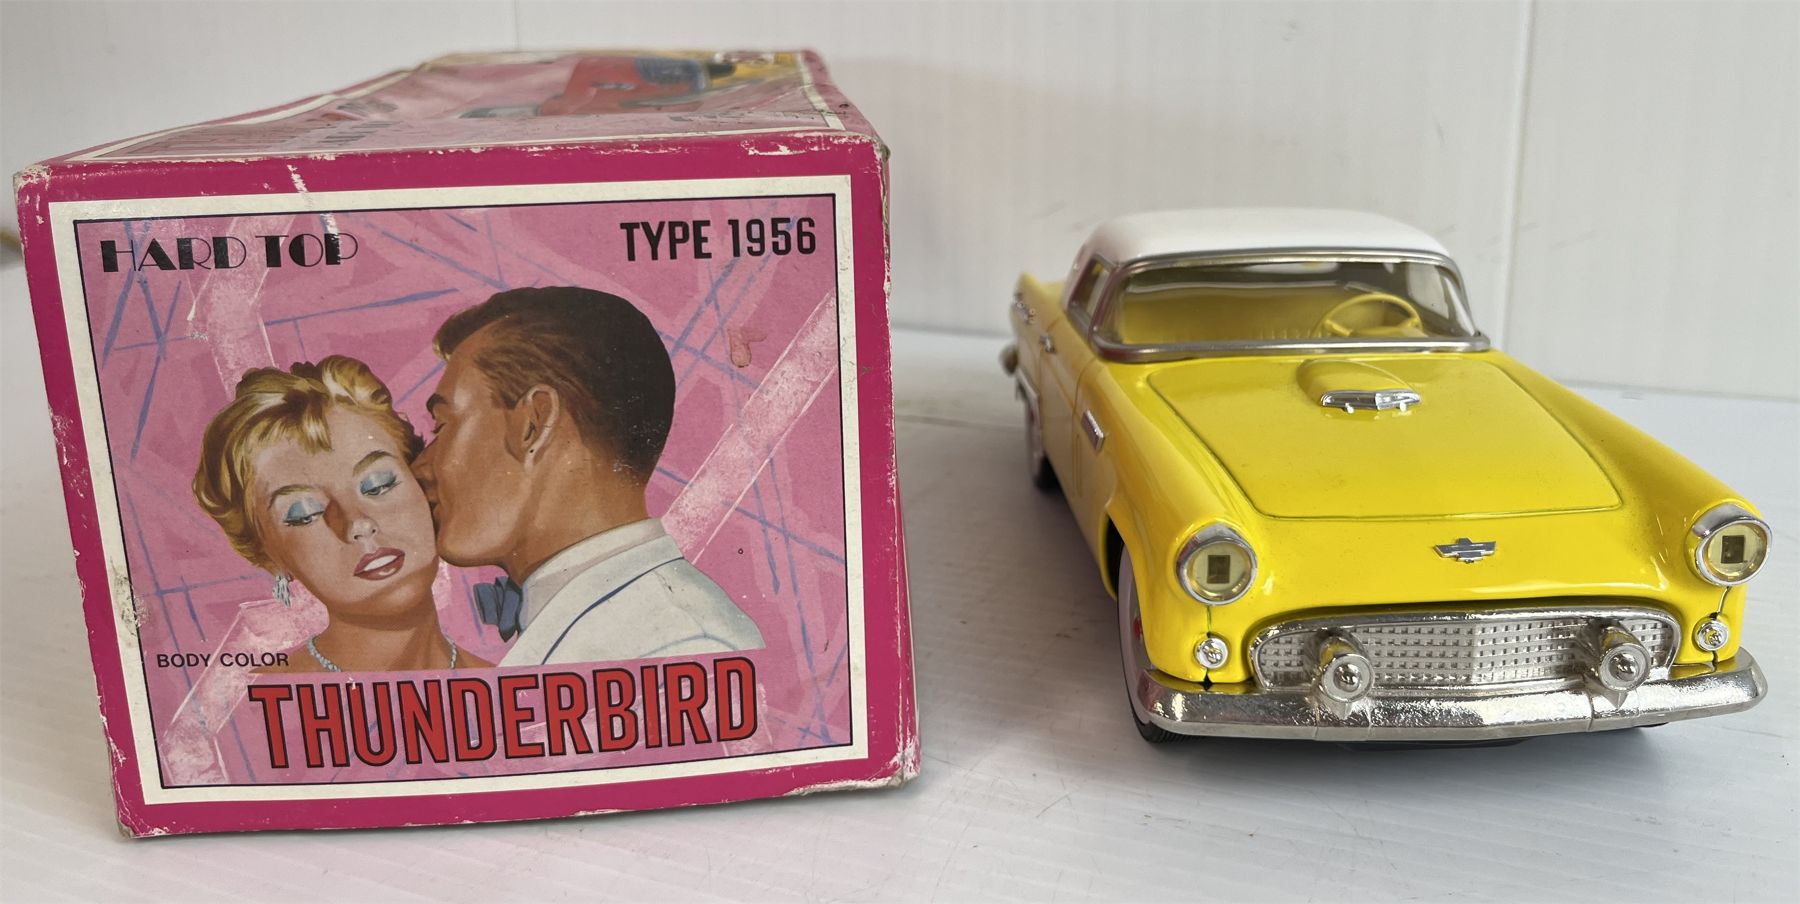 HARD TOP
TYPE 1956
BODY COLOR
THUNDERBIRD